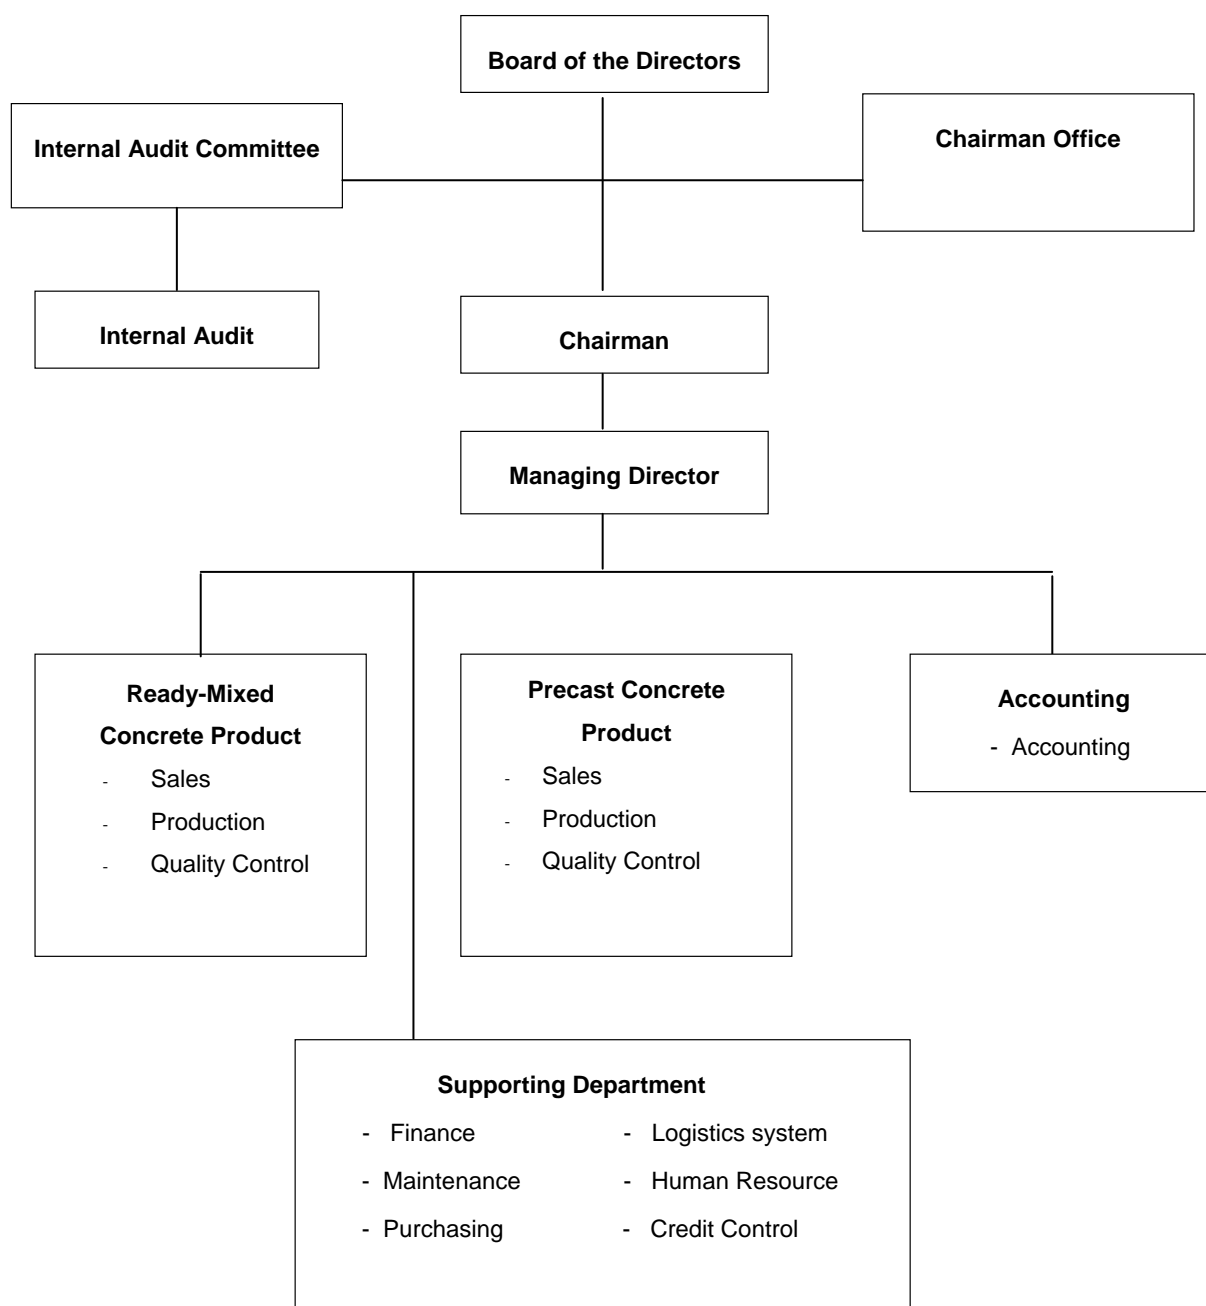 Board of the Directors
Internal Audit Committee
Chairman Office
Internal Audit
Chairman
Managing Director
Ready-Mixed
Concrete Product
- Sales
- Production
- Quality Control
Precast Concrete
Product
- Sales
- Production
- Quality Control
Accounting
- Accounting
Supporting Department
- Finance
- Maintenance
- Purchasing
- Logistics system
- Human Resource
- Credit Control